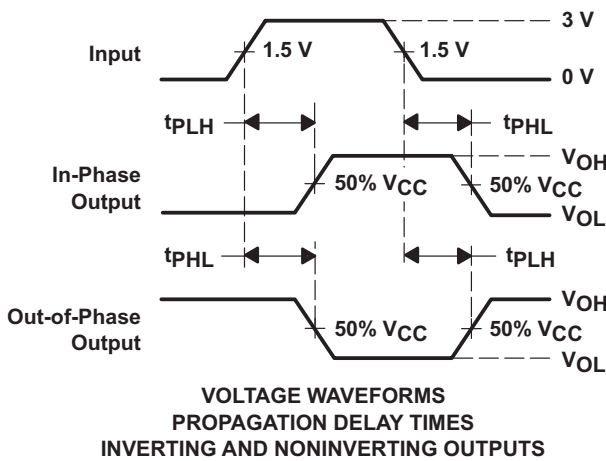 3 V
Input
1.5 V
1.5 V
0 V
tPLH
tPHL
In-Phase
Output
VOH
50% VCC
50% VCC
VOL
tPHL
tPLH
Out-of-Phase
Output
VOH
50% VCC
50% VCC
VOL
VOLTAGE WAVEFORMS
PROPAGATION DELAY TIMES
INVERTING AND NONINVERTING OUTPUTS